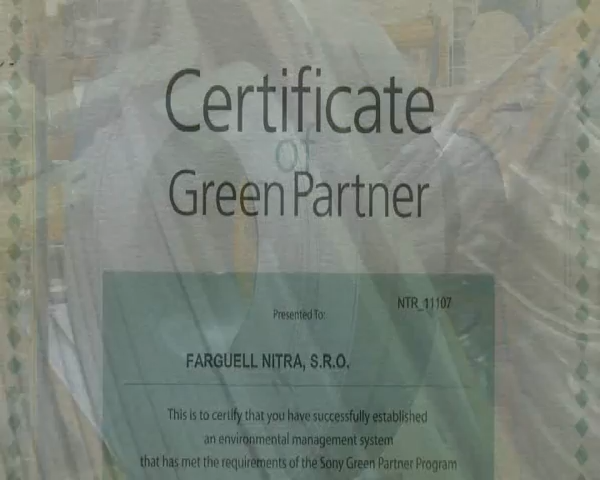 Certificate
of
Green Partner
NTR_11107
Presented To:
FARGUELL NITRA, S.R.O.
This is to certify that you have successfully established
an environmental management system
that has met the requirements of the Sony Green Partner Program